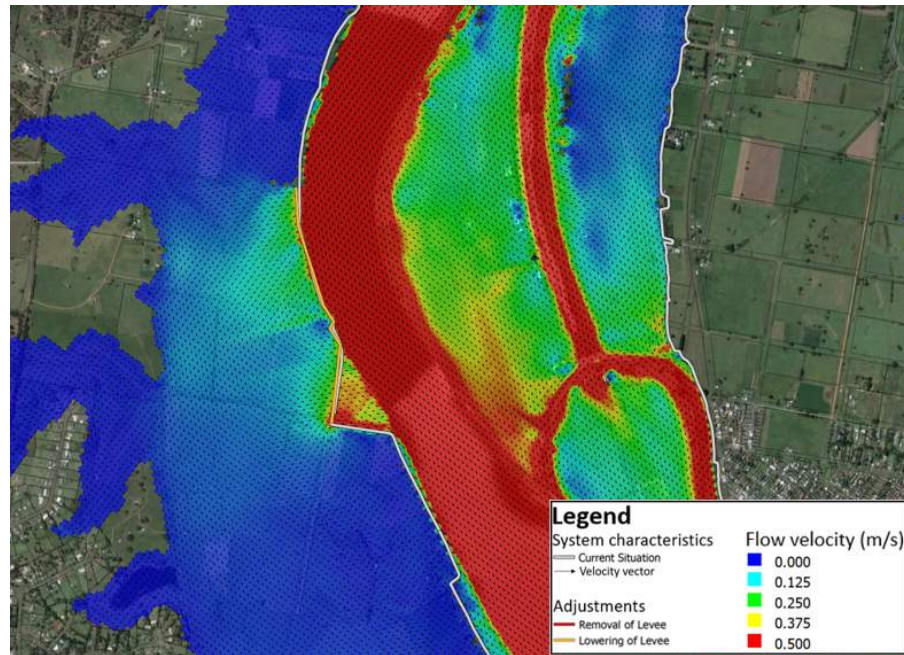 Legend
System characteristics
Current Situation
Velocity vector
Adjustments
Removal of Levee
Lowering of Levee
Flow velocity (m/s)
0.000
0.125
0.250
0.375
0.500